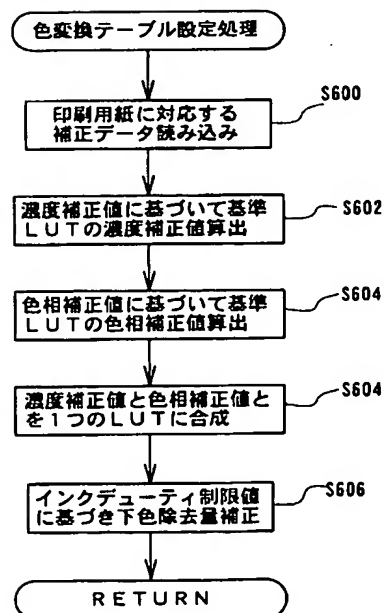 色変換テーブル設定処理
S600
印刷用紙に対応する
補正データ読み込み
S602
濃度補正値に基づいて基準
LUTの濃度補正値算出
S604
色相補正値に基づいて基準
LUTの色相補正値算出
S604
濃度補正値と色相補正値と
を1つのLUTに合成
S606
インクデューティ制限値
に基づき下色除去量補正
RETURN